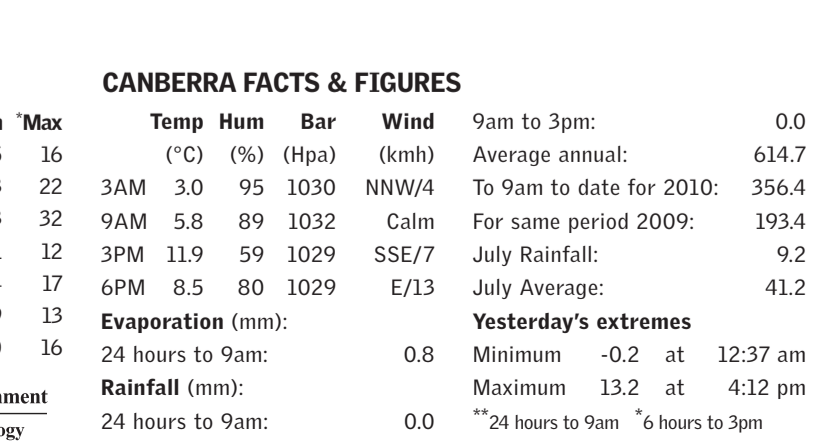 *Max
16
22
32
12
17
13
16
CANBERRA FACTS & FIGURES
Temp Hum Bar Wind
(°C) (%) (Hpa) (kmh)
3AM 3.0 95 1030 NNW/4
9AM 5.8 89 1032 Calm
3PM 11.9 59 1029 SSE/7
6PM 8.5 80 1029 E/13
Evaporation (mm):
24 hours to 9am: 0.8
Rainfall (mm):
24 hours to 9am: 0.0
9am to 3pm: 0.0
Average annual: 614.7
To 9am to date for 2010: 356.4
For same period 2009: 193.4
July Rainfall: 9.2
July Average: 41.2
Yesterday's extremes
Minimum -0.2 at 12:37 am
Maximum 13.2 at 4:12 pm
**24 hours to 9am *6 hours to 3pm